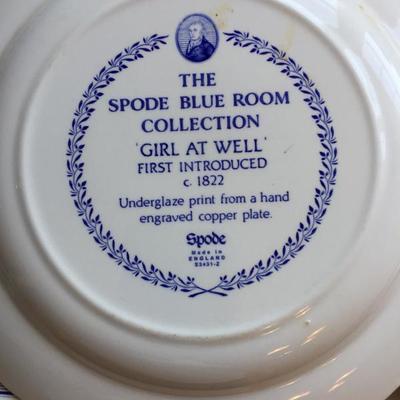 THE
SPODE BLUE ROOM
COLLECTION
'GIRL AT WELL'
FIRST INTRODUCED
c. 1822
Underglaze print from a hand
engraved copper plate.
Spode
Made in
ENGLAND
S3431-Z